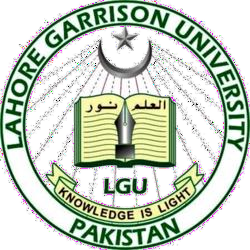 LAHORE GARRISON UNIVERSITY
العلم نور
LGU
KNOWLEDGE IS LIGHT
PAKISTAN